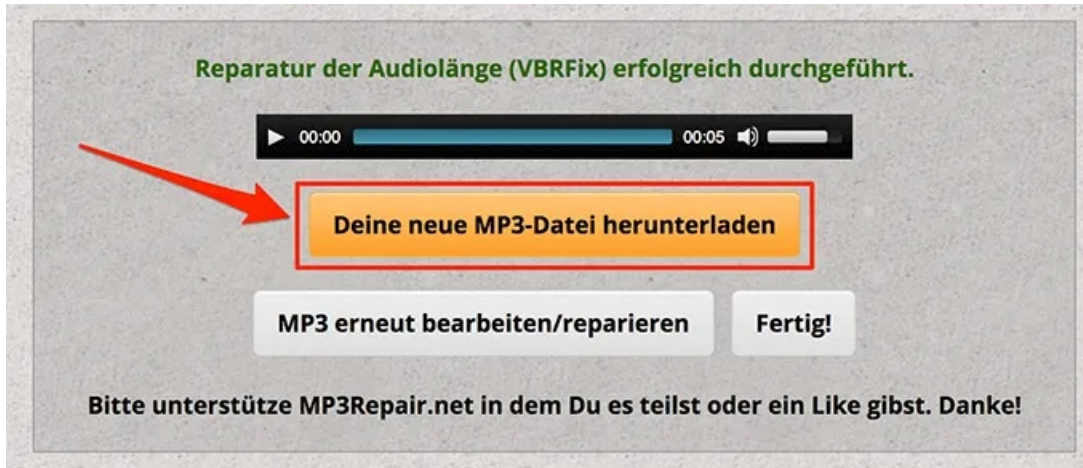 Reparatur der Audiolänge (VBRFix) erfolgreich durchgeführt.
00:00 00:05
Deine neue MP3-Datei herunterladen
MP3 erneut bearbeiten/reparieren Fertig!
Bitte unterstütze MP3Repair.net in dem Du es teilst oder ein Like gibst. Danke!